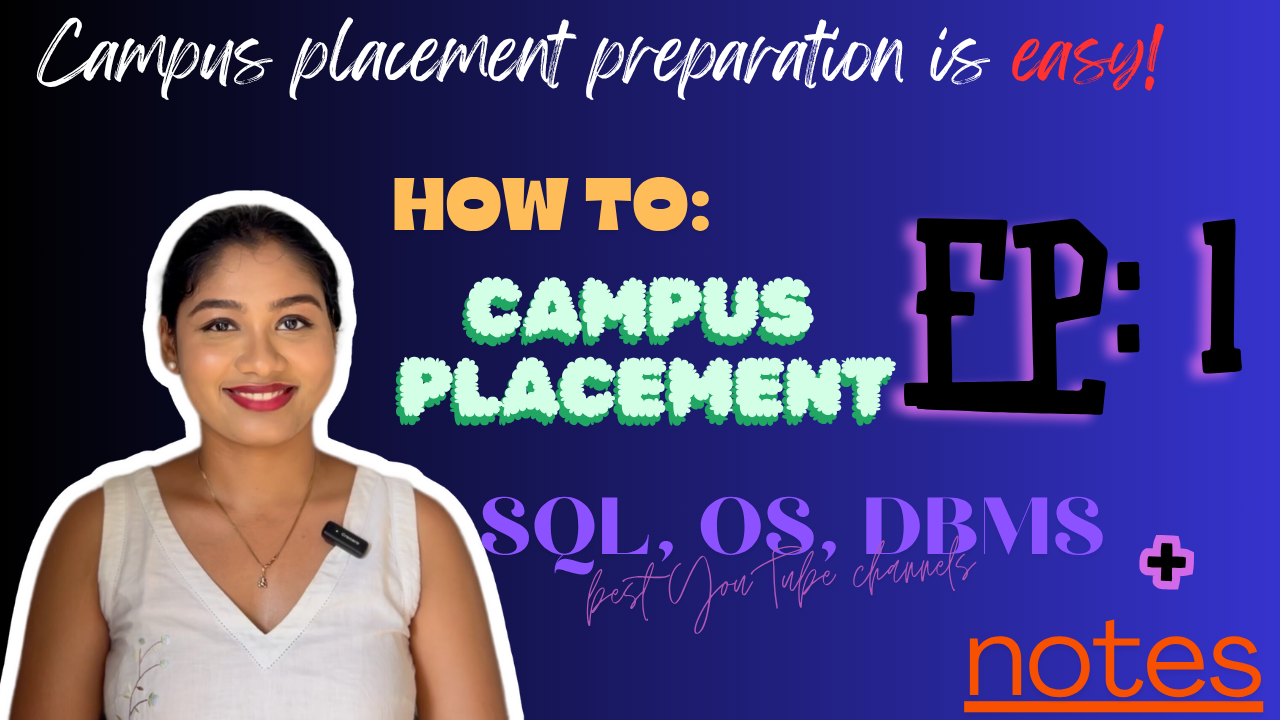 Campus placement preparation is easy!
HOW TO:
CAMPUS
PLACEMENT
EP: 1
SQL, OS, DBMS
best YouTube channels
+
notes